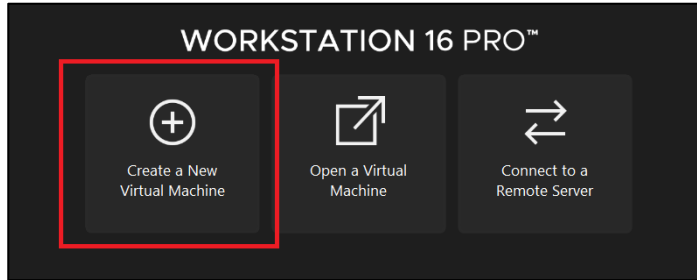 WORKSTATION 16 PRO™
Create a New
Virtual Machine
Open a Virtual
Machine
Connect to a
Remote Server